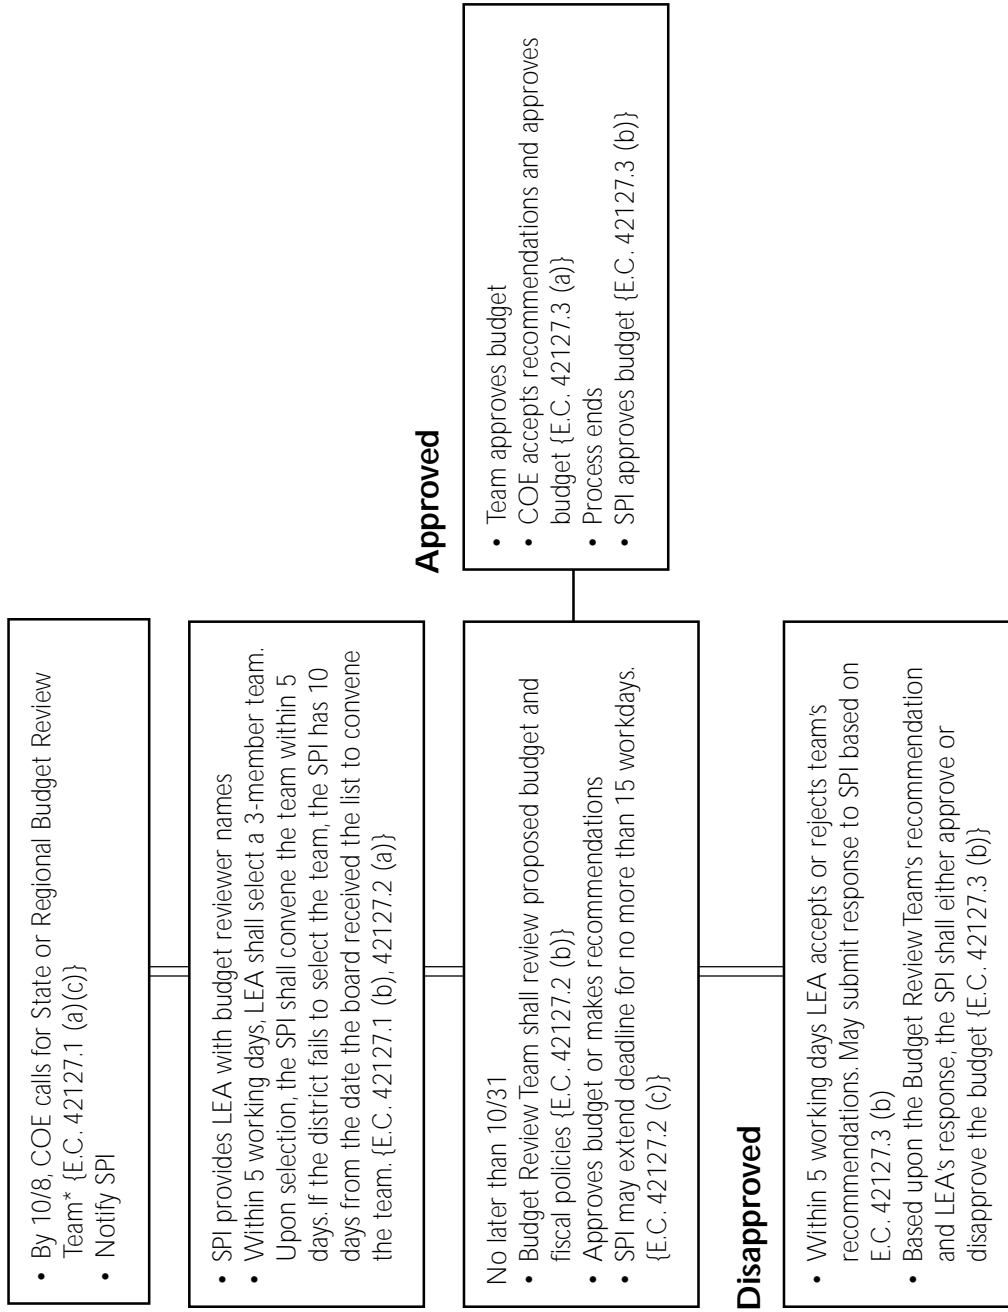 • By 10/8, COE calls for State or Regional Budget Review
Team* {E.C. 42127.1 (a)(c)}
• Notify SPI
• SPI provides LEA with budget reviewer names
• Within 5 working days, LEA shall select a 3-member team.
Upon selection, the SPI shall convene the team within 5
days. If the district fails to select the team, the SPI has 10
days from the date the board received the list to convene
the team. {E.C. 42127.1 (b), 42127.2 (a)}
No later than 10/31
• Budget Review Team shall review proposed budget and
fiscal policies {E.C. 42127.2 (b)}
• Approves budget or makes recommendations
• SPI may extend deadline for no more than 15 workdays.
{E.C. 42127.2 (c)}
Approved
• Team approves budget
• COE accepts recommendations and approves
budget {E.C. 42127.3 (a)}
• Process ends
• SPI approves budget {E.C. 42127.3 (b)}
Disapproved
• Within 5 working days LEA accepts or rejects team's
recommendations. May submit response to SPI based on
E.C. 42127.3 (b)
• Based upon the Budget Review Team's recommendation
and LEA's response, the SPI shall either approve or
disapprove the budget {E.C. 42127.3 (b)}